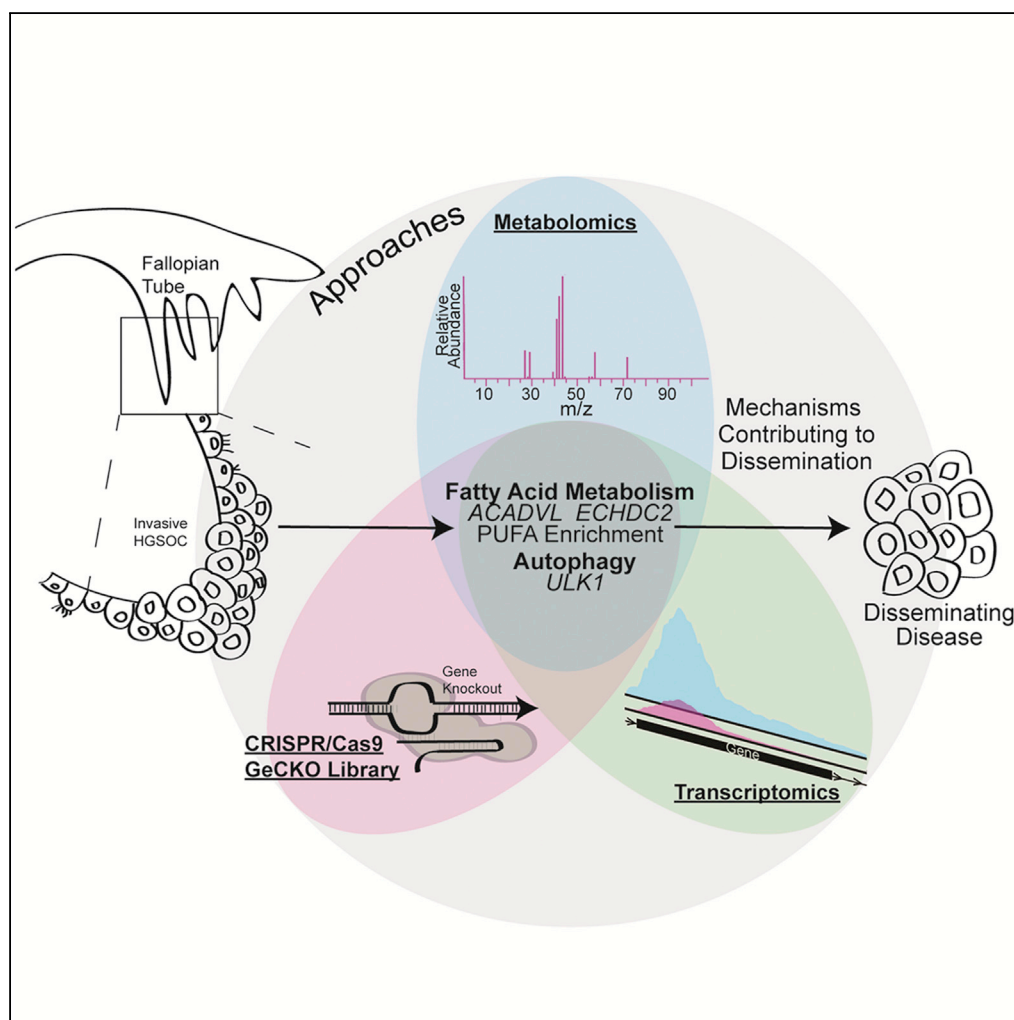 Approaches
Metabolomics
Relative
Abundance
10 30 50 70 90
m/z
Fallopian
Tube
Invasive
HGSOC
Mechanisms
Contributing to
Dissemination
Fatty Acid Metabolism
ACADVL ECHDC2
PUFA Enrichment
Autophagy
ULK1
Disseminating
Disease
Gene
Knockout
CRISPR/Cas9
GeCKO Library
Gene
Transcriptomics